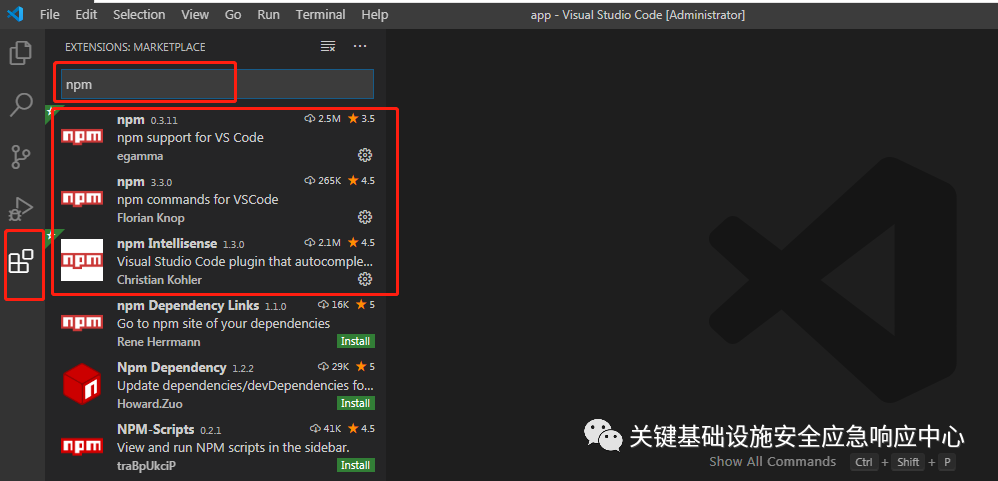 File Edit Selection View Go Run Terminal Help app - Visual Studio Code [Administrator]
EXTENSIONS: MARKETPLACE
npm
npm 0.3.11 2.5M 3.5
npm support for VS Code
egamma
npm 3.3.0 265K 4.5
npm commands for VSCode
Florian Knop
npm Intellisense 1.3.0 2.1M 4.5
Visual Studio Code plugin that autocomple...
Christian Kohler
npm Dependency Links 1.1.0 16K 5
Go to npm site of your dependencies
Rene Herrmann Install
Npm Dependency 1.2.2 29K 5
Update dependencies/devDependencies fo...
Howard.Zuo Install
NPM-Scripts 0.2.1 41K 4.5
View and run NPM scripts in the sidebar.
traBpUkciP Install
npm
npm
npm
npm
n
npm
关键基础设施安全应急响应中心
Show All Commands Ctrl + Shift + P